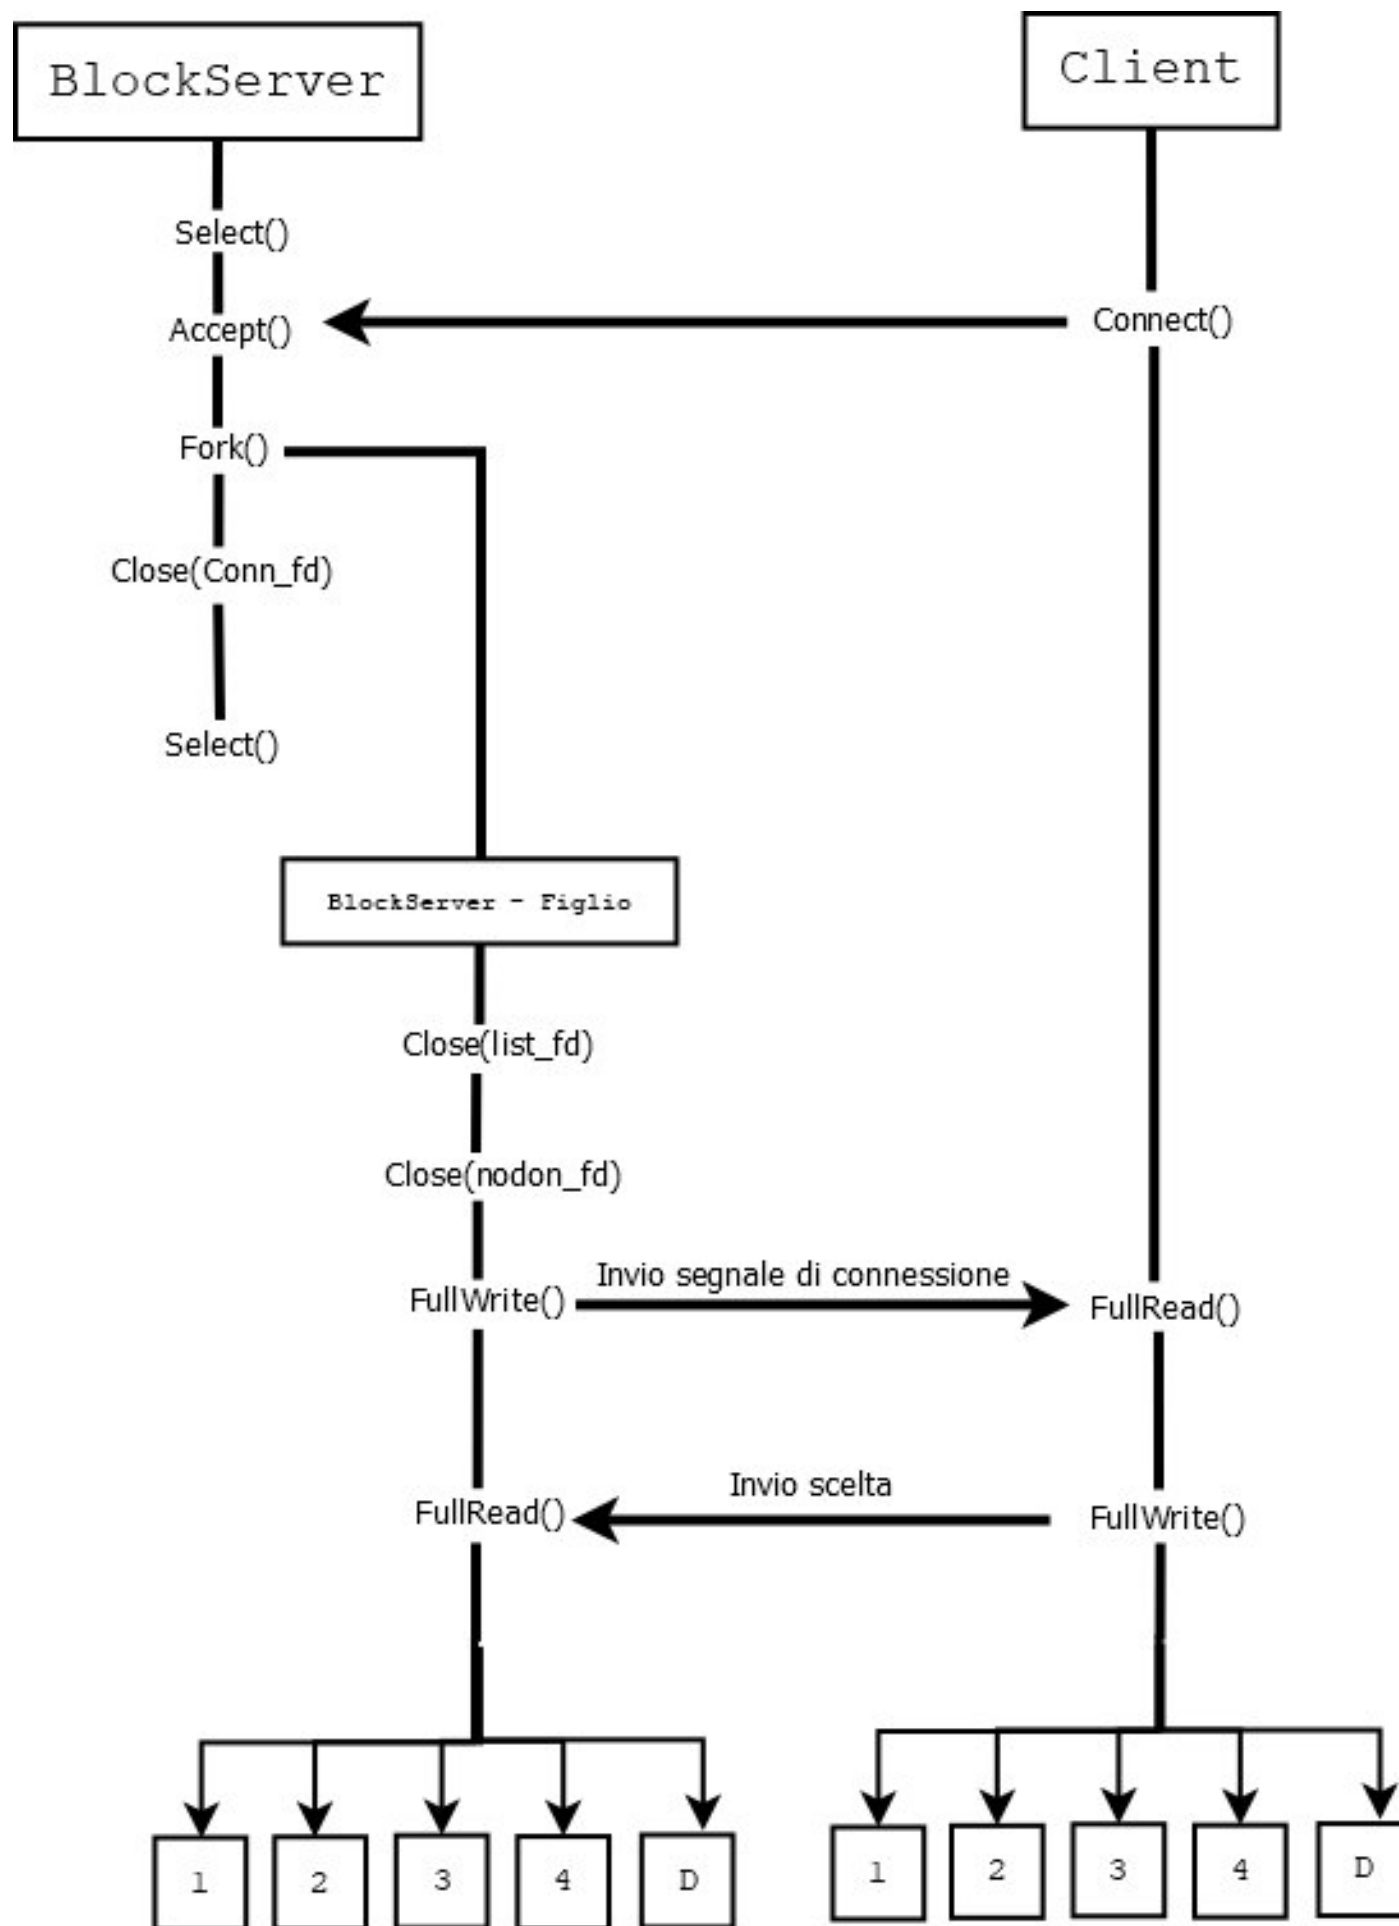 BlockServer
Client
Select()
Accept()
Connect()
Fork()
Close(Conn_fd)
Select()
BlockServer - Figlio
Close(list_fd)
Close(nodon_fd)
Invio segnale di connessione
FullWrite()
FullRead()
Invio scelta
FullRead()
FullWrite()
1 2 3 4 D
1 2 3 4 D